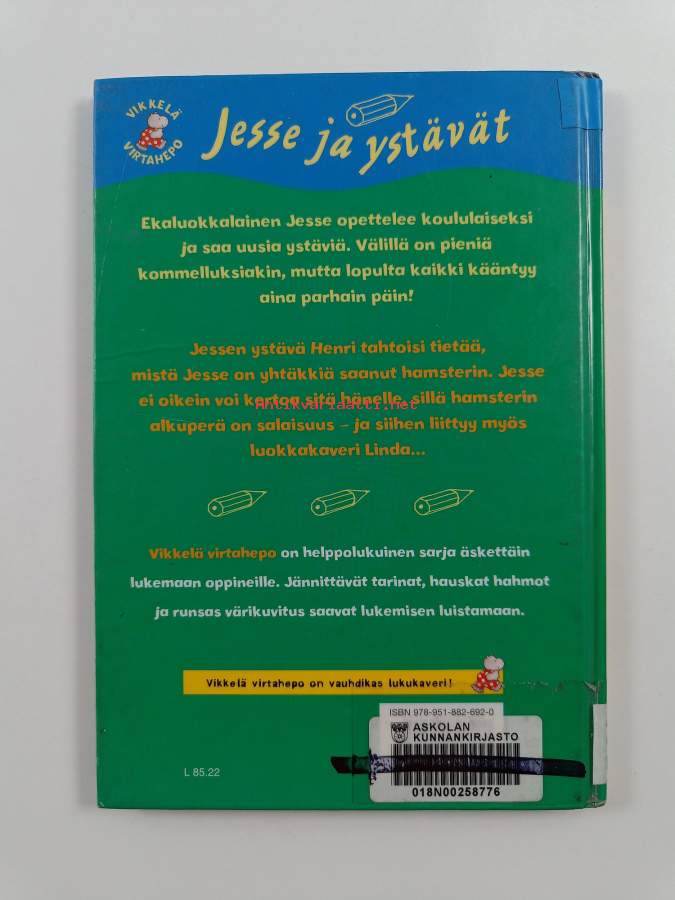 VIKKELÄ
VIRTAHEPO
Jesse ja ystävät
Ekaluokkalainen Jesse opettelee koululaiseksi
ja saa uusia ystäviä. Välillä on pieniä
kommelluksiakin, mutta lopulta kaikki kääntyy
aina parhain päin!
Jessen ystävä Henri tahtoisi tietää,
mistä Jesse on yhtäkkiä saanut hamsterin. Jesse
ei oikein voi kertoa sitä hänelle, sillä hamsterin
Antikvariaatti.net
alkuperä on salaisuus – ja siihen liittyy myös
luokkakaveri Linda...
Vikkelä virtahepo on helppolukuinen sarja äskettäin
lukemaan oppineille. Jännittävät tarinat, hauskat hahmot
ja runsas värikuvitus saavat lukemisen luistamaan.
Vikkelä virtahepo on vauhdikas lukukaveri!
ISBN 978-951-882-692-0
ASKOLAN
KUNNANKIRJASTO
018N00258776
L 85.22